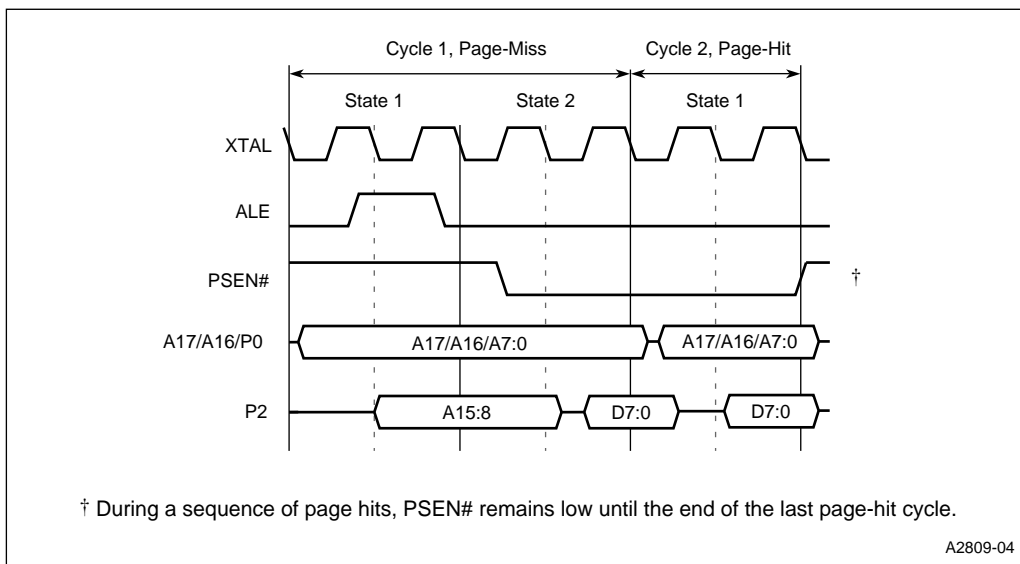 Cycle 1, Page-Miss Cycle 2, Page-Hit
State 1 State 2 State 1
XTAL
ALE
PSEN# †
A17/A16/P0 A17/A16/A7:0 A17/A16/A7:0
P2 A15:8 D7:0 D7:0
† During a sequence of page hits, PSEN# remains low until the end of the last page-hit cycle.
A2809-04